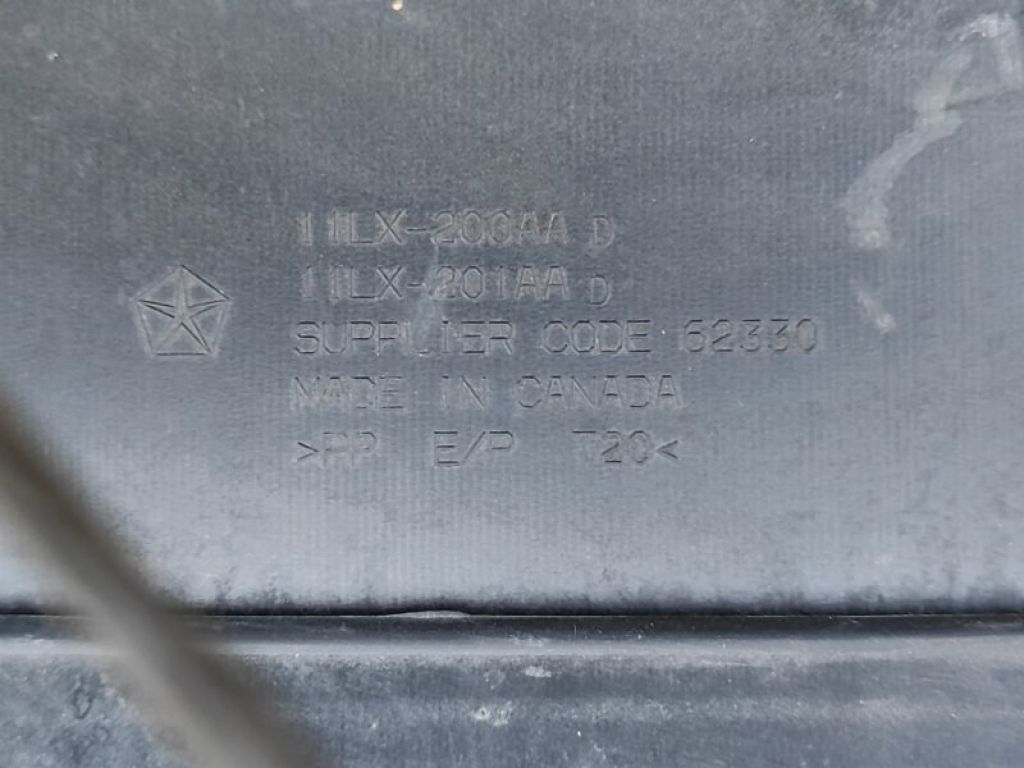 11LX-200AA D
11LX-201AA D
SUPPLIER CODE 62330
MADE IN CANADA
>PP E/P T20<